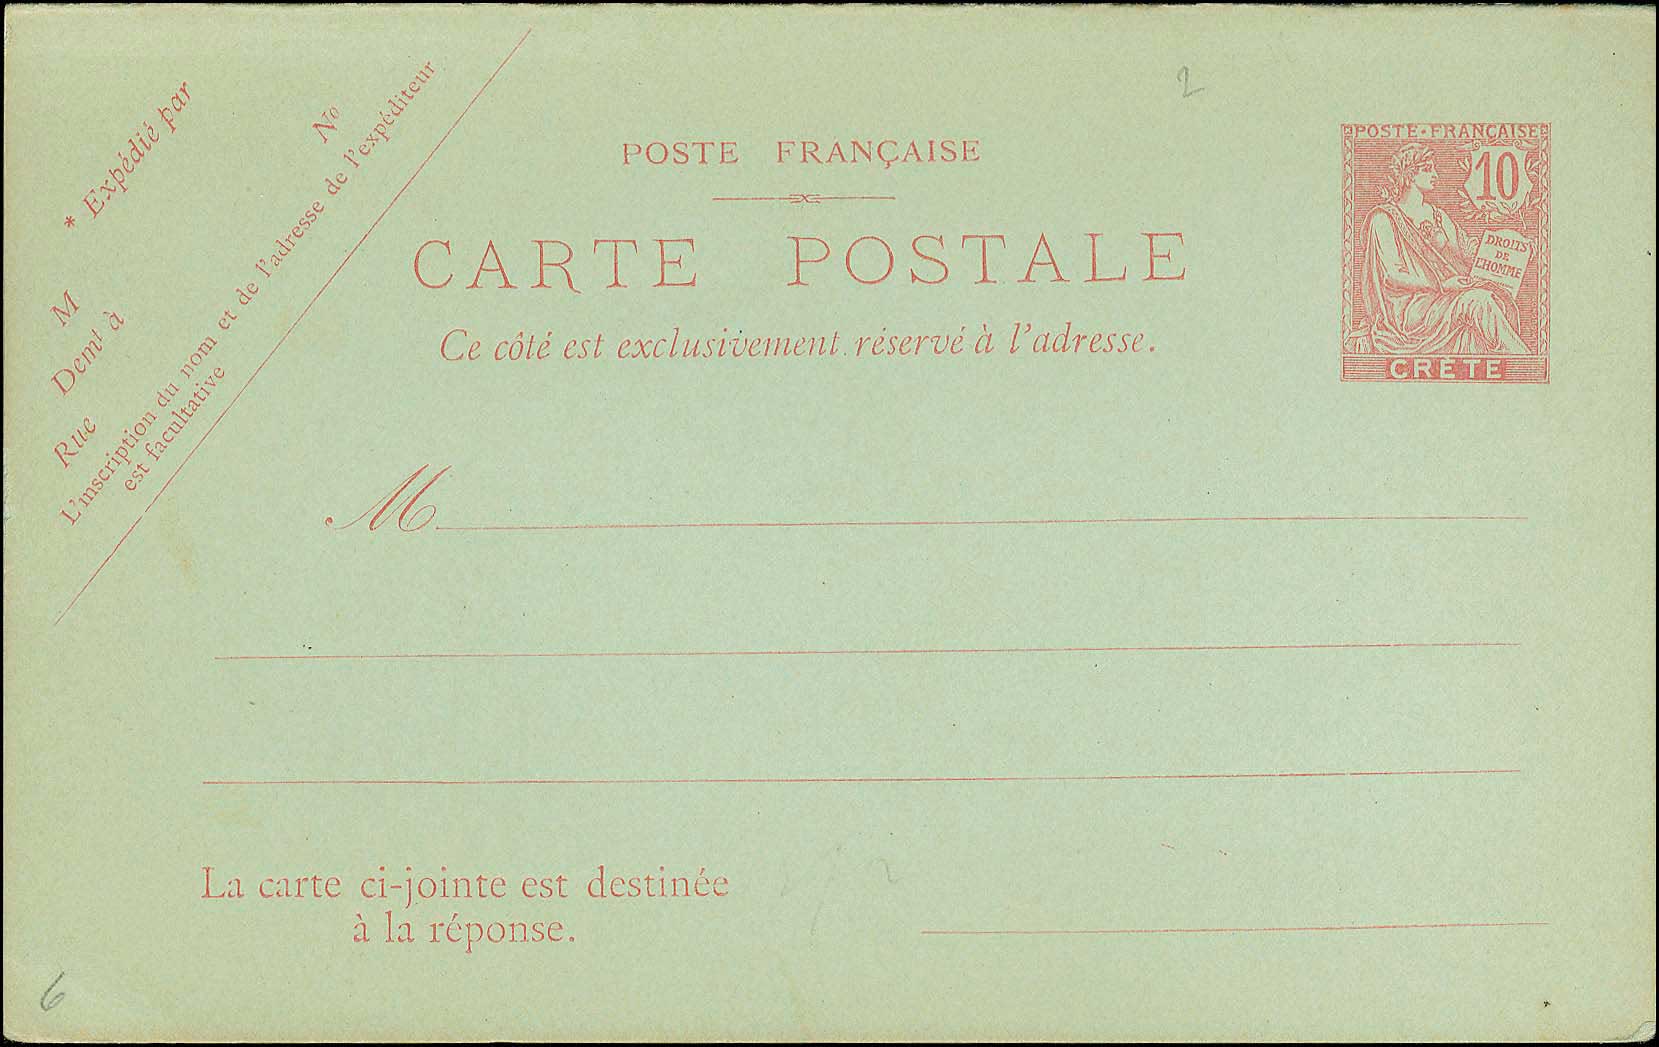 * Expédié par
Nº
M
Demt à
Rue
L'inscription du nom et de l'adresse de l'expéditeur
est facultative
2
POSTE FRANÇAISE
CARTE POSTALE
Ce côté est exclusivement réservé à l'adresse.
POSTE·FRANÇAISE
10
DROITS
DE
L'HOMME
CRÈTE
M
La carte ci-jointe est destinée
à la réponse.
6